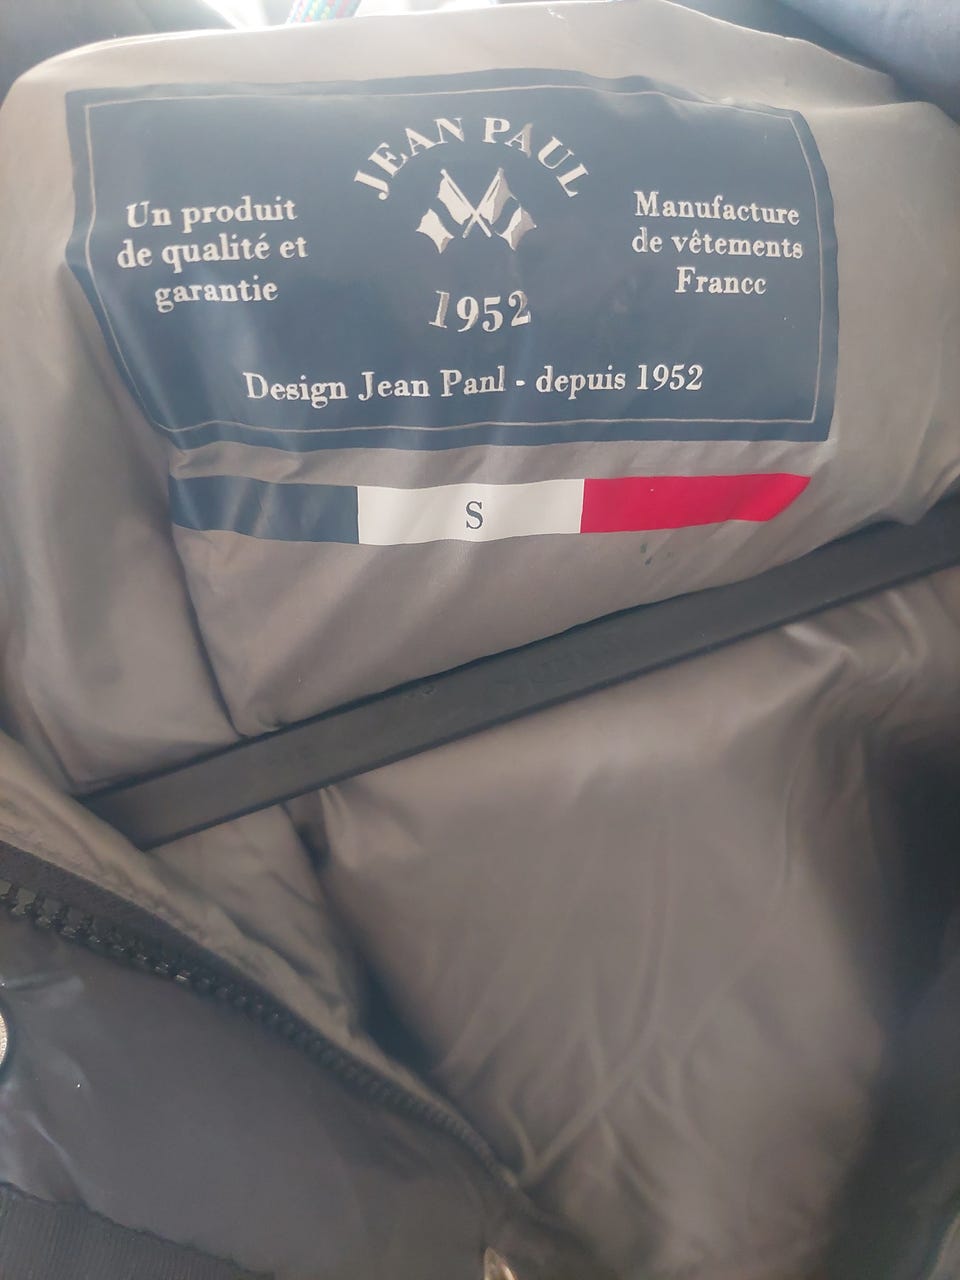 JEAN PAUL
Un produit
de qualité et
garantie
Manufacture
de vêtements
Francc
1952
Design Jean Panl - depuis 1952
S